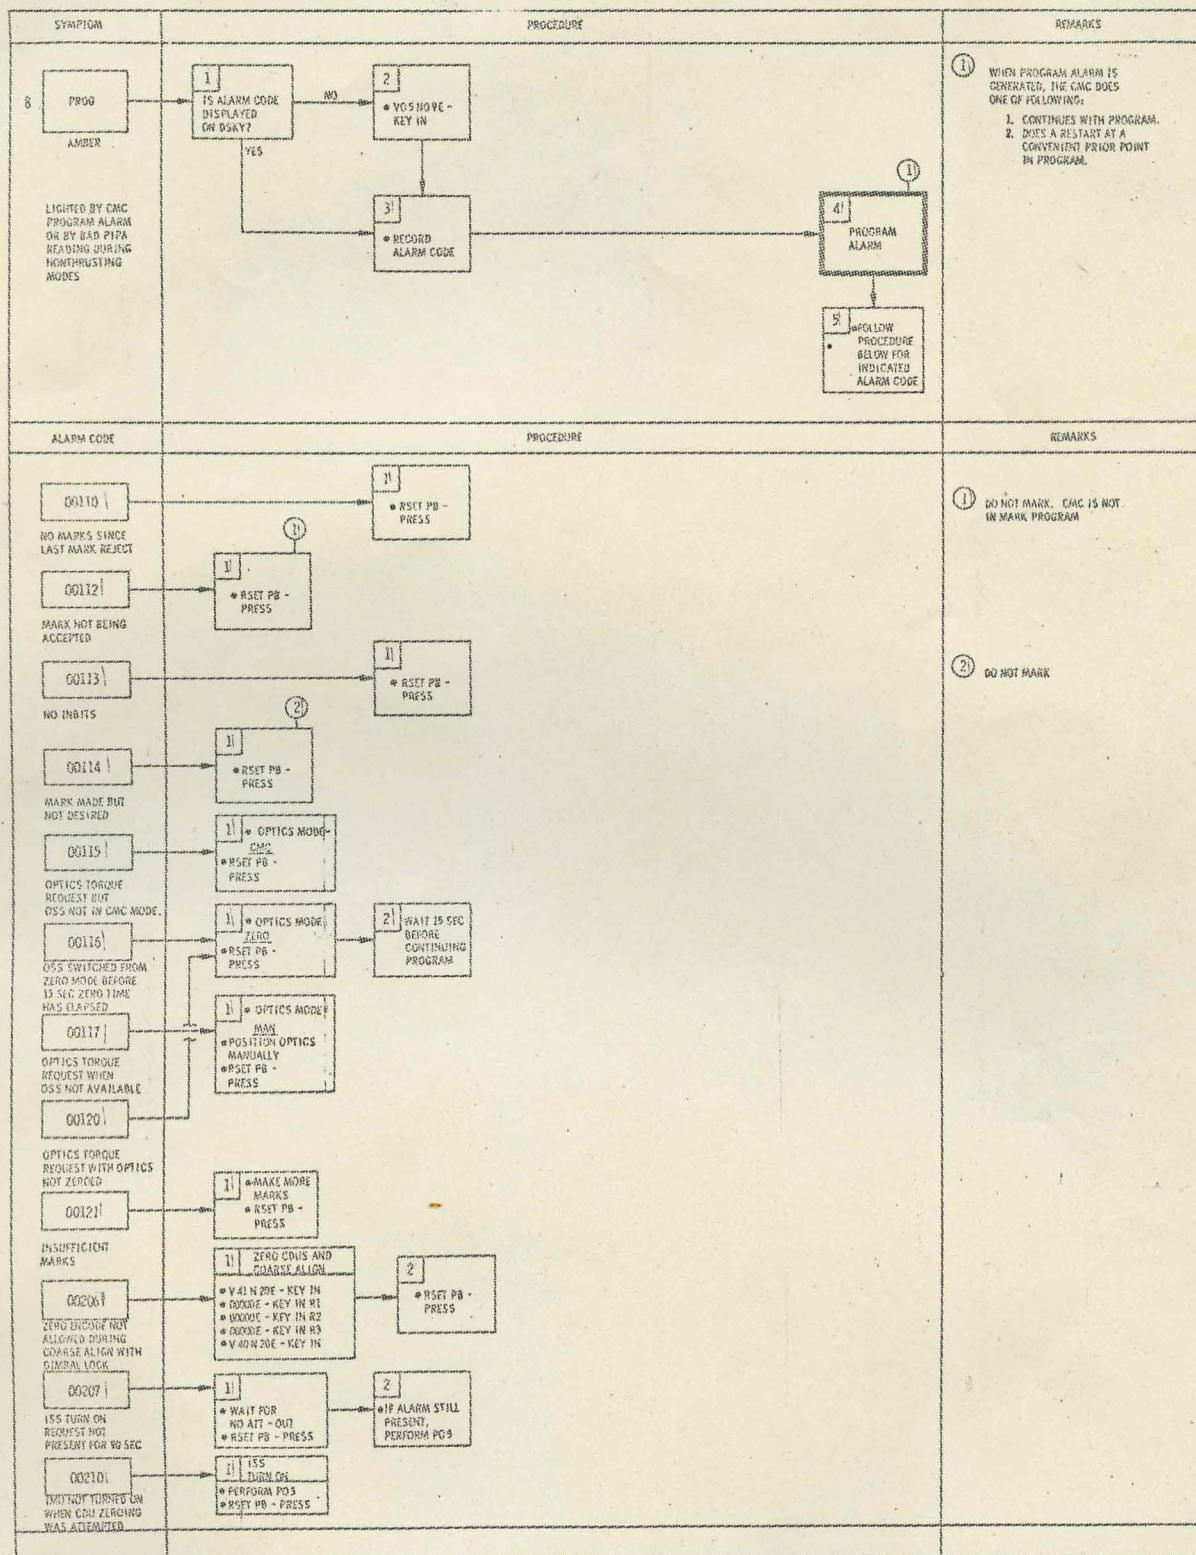 SYMPTOM
PROCEDURE
REMARKS
8
PROG
AMBER
LIGHTED BY CMC
PROGRAM ALARM
OR BY BAD PIPA
READING DURING
NONTHRUSTING
MODES
1
IS ALARM CODE
DISPLAYED
ON DSKY?
NO
YES
2
• V05N09E -
KEY IN
3
• RECORD
ALARM CODE
1
4
PROGRAM
ALARM
5
• FOLLOW
PROCEDURE
BELOW FOR
INDICATED
ALARM CODE
1
WHEN PROGRAM ALARM IS
GENERATED, THE CMC DOES
ONE OF FOLLOWING:
1. CONTINUES WITH PROGRAM.
2. DOES A RESTART AT A
CONVENIENT PRIOR POINT
IN PROGRAM.
ALARM CODE
PROCEDURE
REMARKS
00110
NO MARKS SINCE
LAST MARK REJECT
1
• RSET PB -
PRESS
1
DO NOT MARK. CMC IS NOT
IN MARK PROGRAM
00112
MARK NOT BEING
ACCEPTED
1
1
• RSET PB -
PRESS
00113
NO INBITS
1
• RSET PB -
PRESS
2
DO NOT MARK
00114
MARK MADE BUT
NOT DESIRED
2
1
• RSET PB -
PRESS
00115
OPTICS TORQUE
REQUEST BUT
OSS NOT IN CMC MODE.
1
• OPTICS MODE-
CMC
• RSET PB -
PRESS
00116
OSS SWITCHED FROM
ZERO MODE BEFORE
15 SEC ZERO TIME
HAS ELAPSED
1
• OPTICS MODE
ZERO
• RSET PB -
PRESS
2
WAIT 15 SEC
BEFORE
CONTINUING
PROGRAM
00117
OPTICS TORQUE
REQUEST WHEN
OSS NOT AVAILABLE
1
• OPTICS MODE
MAN
• POSITION OPTICS
MANUALLY
• RSET PB -
PRESS
00120
OPTICS TORQUE
REQUEST WITH OPTICS
NOT ZEROED
00121
INSUFFICIENT
MARKS
1
• MAKE MORE
MARKS
• RSET PB -
PRESS
00206
ZERO ENCODE NOT
ALLOWED DURING
COARSE ALIGN WITH
GIMBAL LOCK
1
ZERO CDUS AND
COARSE ALIGN
• V 41 N 20E - KEY IN
• 00000E - KEY IN R1
• 00000E - KEY IN R2
• 00000E - KEY IN R3
• V 40 N 20E - KEY IN
2
• RSET PB -
PRESS
00207
ISS TURN ON
REQUEST NOT
PRESENT FOR 90 SEC
1
• WAIT FOR
NO ATT - OUT
• RSET PB - PRESS
2
• IF ALARM STILL
PRESENT,
PERFORM P03
00210
IMU NOT TURNED ON
WHEN CDU ZEROING
WAS ATTEMPTED
1
ISS
TURN ON
• PERFORM P03
• RSET PB - PRESS